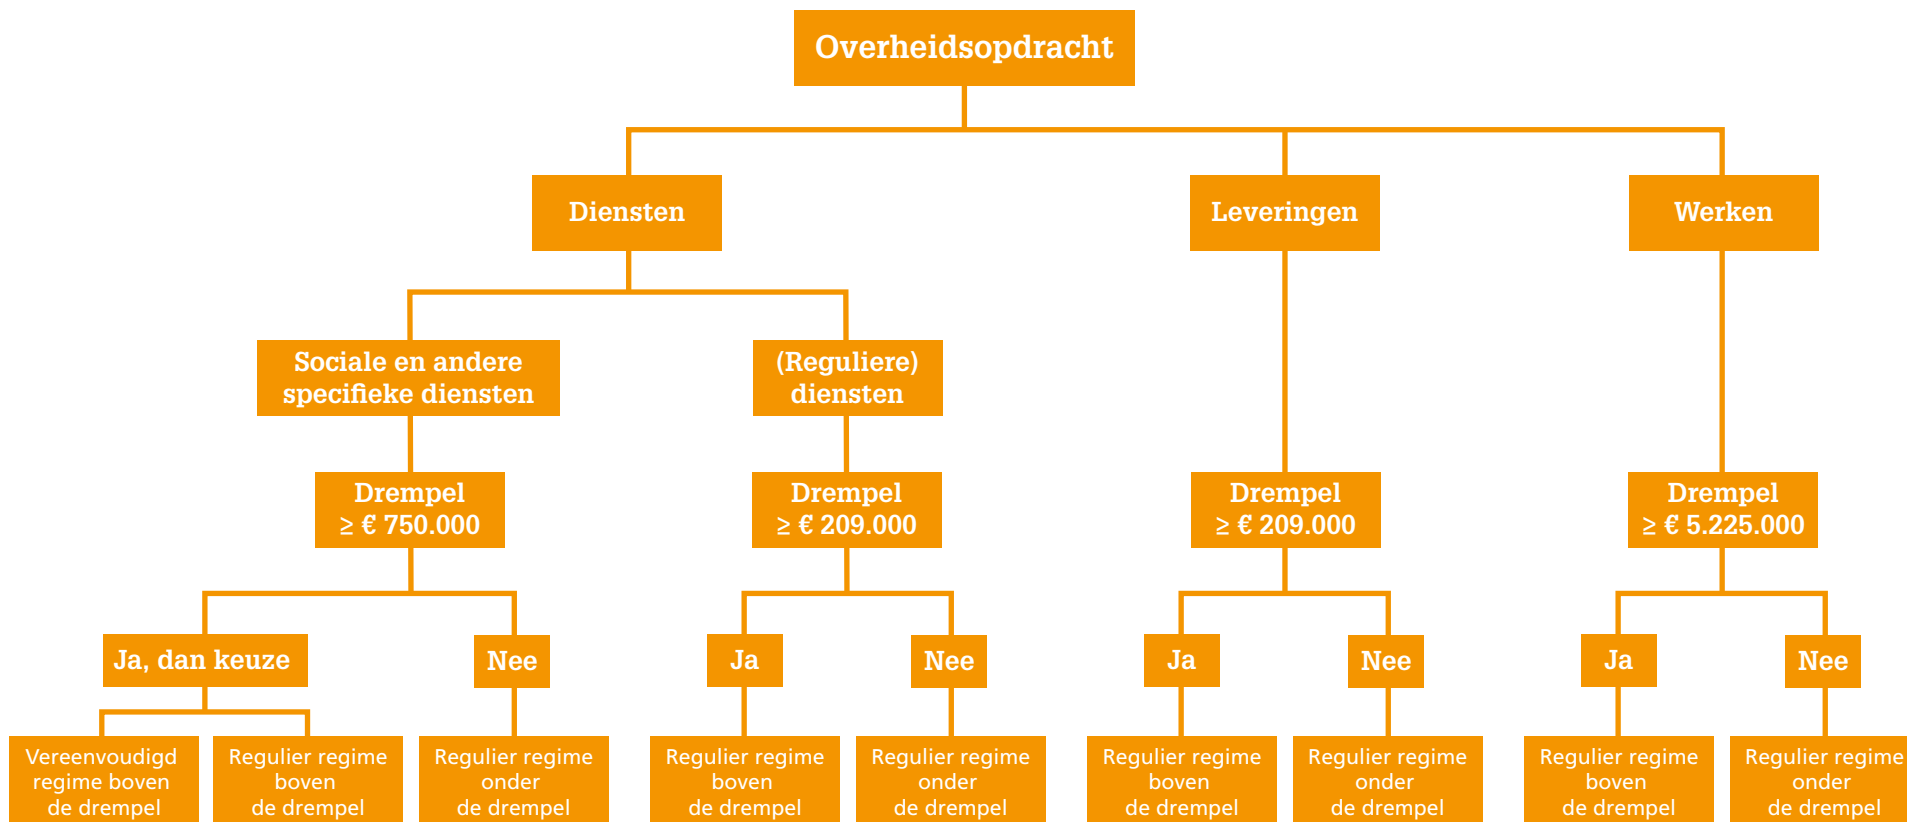 Overheidsopdracht
Diensten
Leveringen
Werken
Sociale en andere
specifieke diensten
(Reguliere)
diensten
Drempel
≥ € 750.000
Drempel
≥ € 209.000
Drempel
≥ € 209.000
Drempel
≥ € 5.225.000
Ja, dan keuze
Nee
Ja
Nee
Ja
Nee
Ja
Nee
Vereenvoudigd
regime boven
de drempel
Regulier regime
boven
de drempel
Regulier regime
onder
de drempel
Regulier regime
boven
de drempel
Regulier regime
onder
de drempel
Regulier regime
boven
de drempel
Regulier regime
onder
de drempel
Regulier regime
boven
de drempel
Regulier regime
onder
de drempel